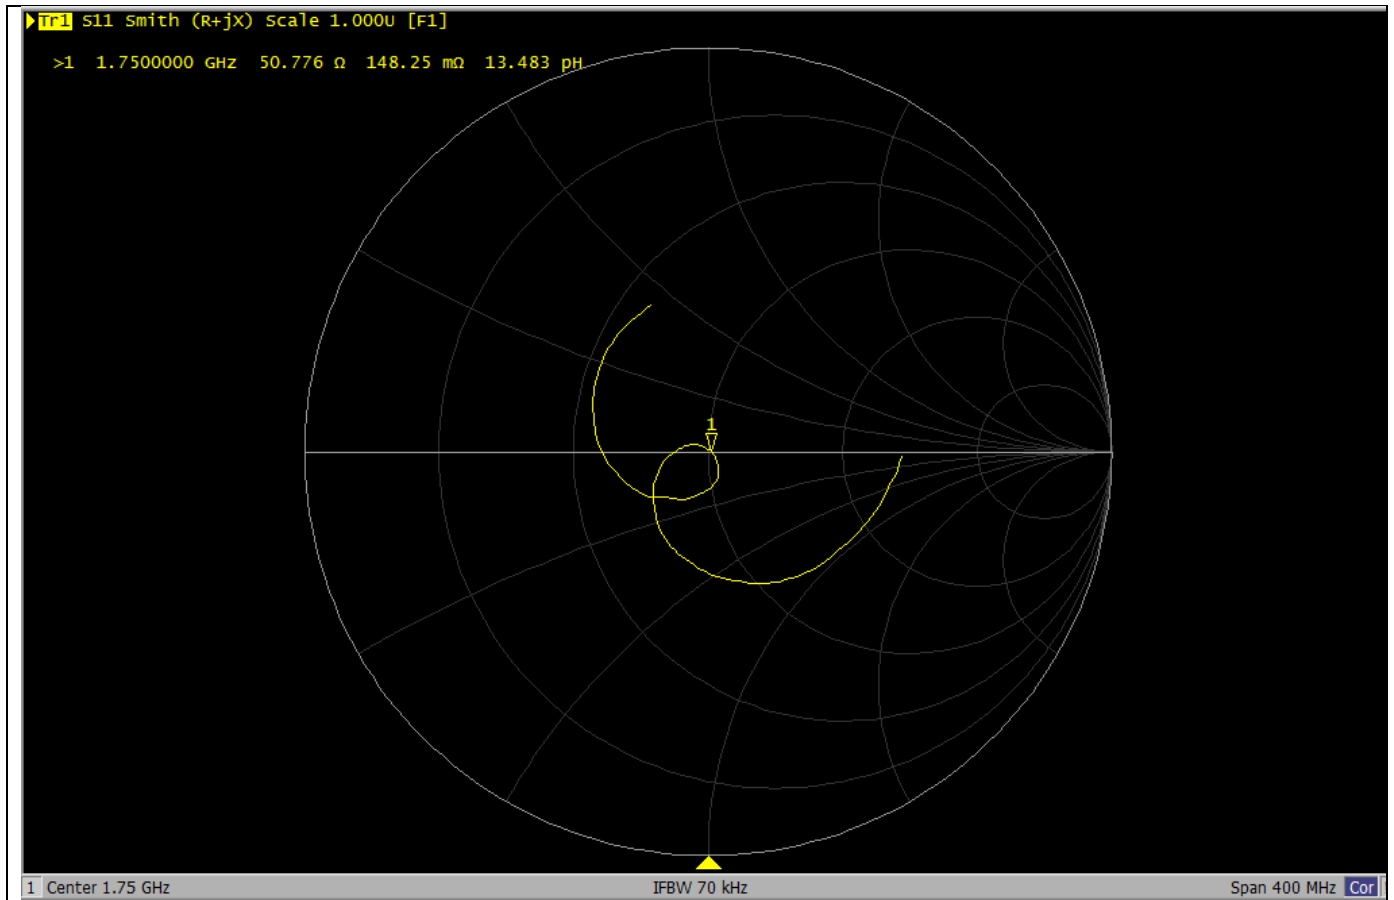 Tr1 S11 Smith (R+jX) Scale 1.000U [F1]
>1 1.7500000 GHz 50.776 Ω 148.25 mΩ 13.483 pH
1
1 Center 1.75 GHz IFBW 70 kHz Span 400 MHz Cor